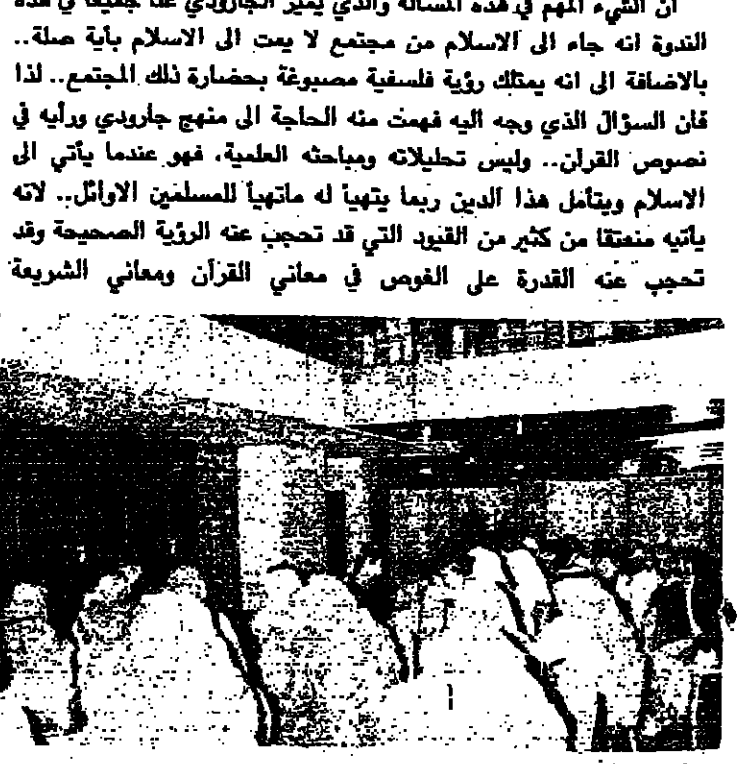 ان الشيء المهم في هذه المسألة والذي يميز الجارودي عنا جميعا في هذه
الندوة انه جاء الى الاسلام من مجتمع لا يمت الى الاسلام بأية صلة..
بالاضافة الى انه يمتلك رؤية فلسفية مصبوغة بحضارة ذلك المجتمع.. لذا
فأن السؤال الذي وجه اليه فهمت منه الحاجة الى منهج جارودي ورأيه في
نصوص القرآن.. وليس تحليلاته ومباحثه العلمية، فهو عندما يأتي الى
الاسلام ويتأمل هذا الدين ربما يتهيأ له ماتهيأ للمسلمين الاوائل.. لانه
يأتيه منعتقا من كثير من القيود التي قد تحجب عنه الرؤية الصحيحة وقد
تحجب عنه القدرة على الغوص في معاني القرآن ومعاني الشريعة